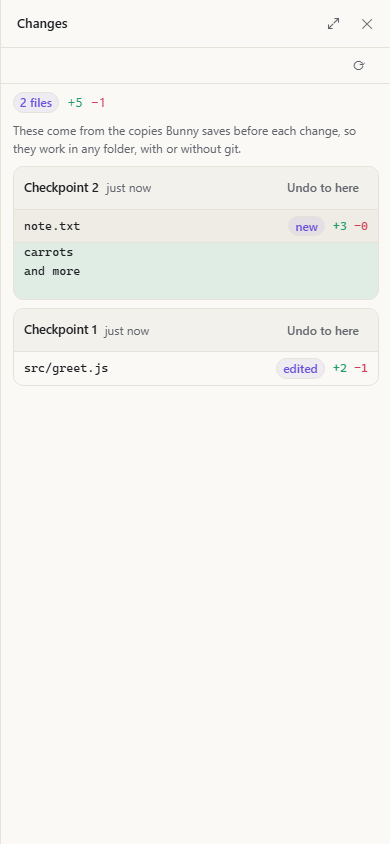 Changes
2 files +5 −1
These come from the copies Bunny saves before each change, so
they work in any folder, with or without git.
Checkpoint 2 just now Undo to here
note.txt new +3 −0
carrots
and more
Checkpoint 1 just now Undo to here
src/greet.js edited +2 −1